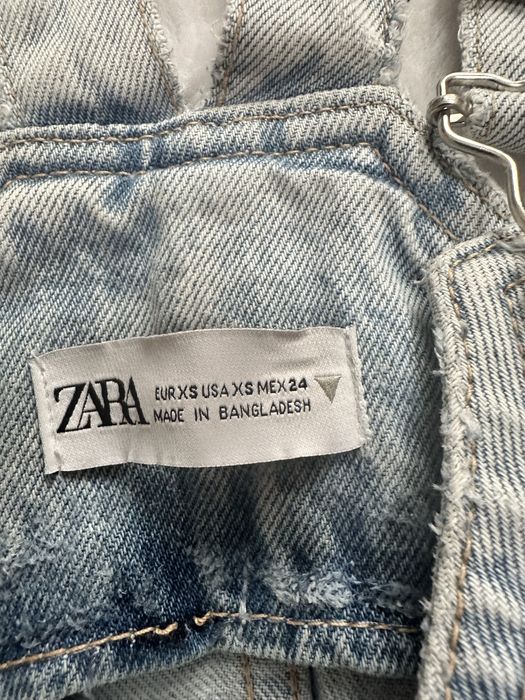 ZARA
EUR XS USA XS MEX 24
MADE IN BANGLADESH